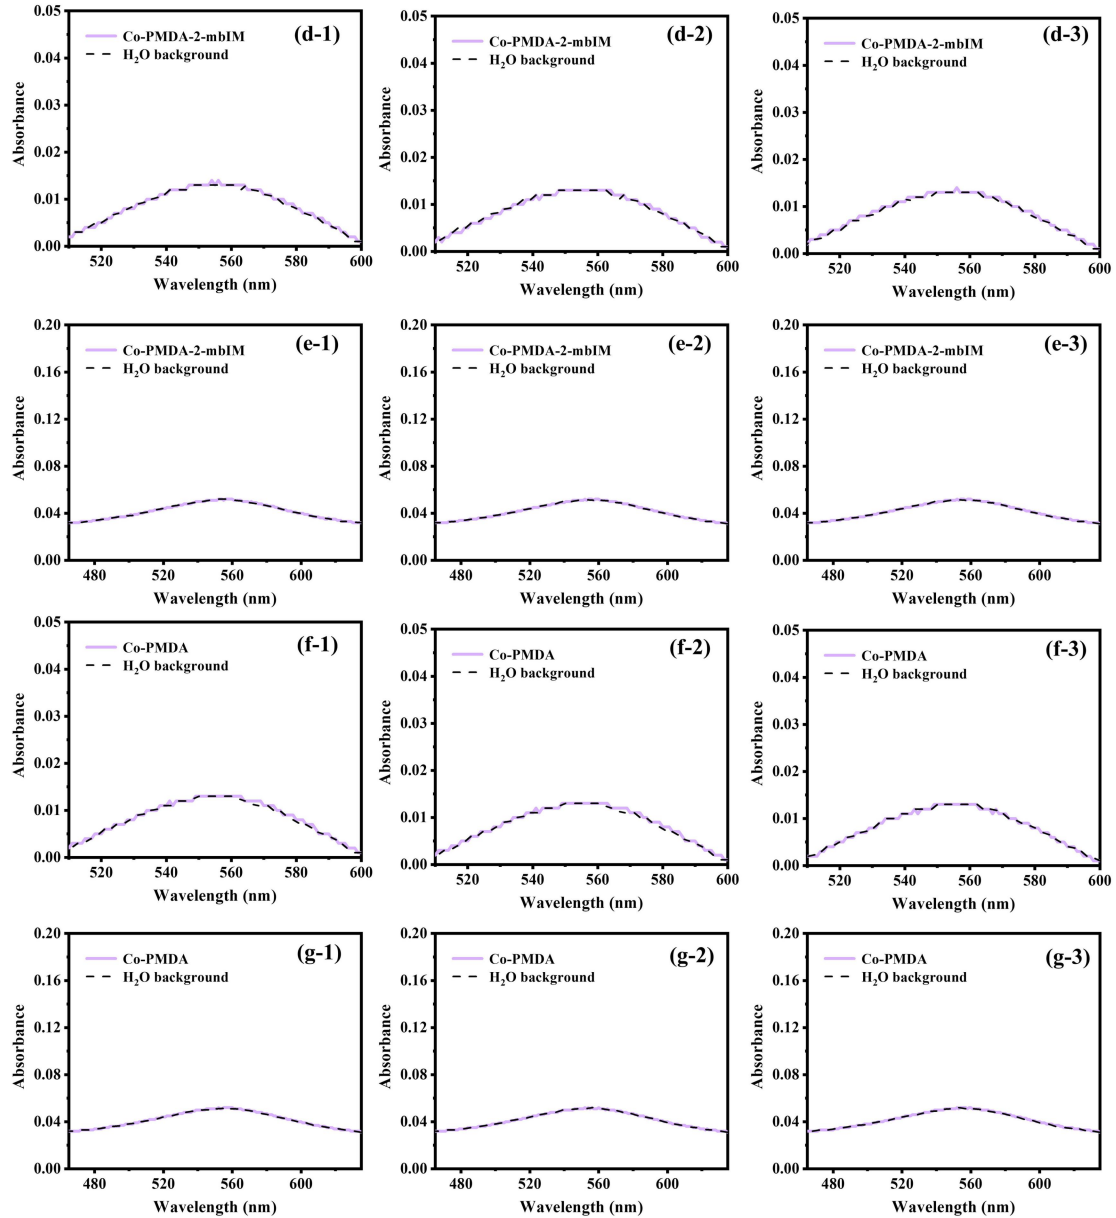 (d-1)
Co-PMDA-2-mbIM
H₂O background
Absorbance
0.05
0.04
0.03
0.02
0.01
0.00
520 540 560 580 600
Wavelength (nm)
(d-2)
Co-PMDA-2-mbIM
H₂O background
Absorbance
0.05
0.04
0.03
0.02
0.01
0.00
520 540 560 580 600
Wavelength (nm)
(d-3)
Co-PMDA-2-mbIM
H₂O background
Absorbance
0.05
0.04
0.03
0.02
0.01
0.00
520 540 560 580 600
Wavelength (nm)
(e-1)
Co-PMDA-2-mbIM
H₂O background
Absorbance
0.20
0.16
0.12
0.08
0.04
0.00
480 520 560 600
Wavelength (nm)
(e-2)
Co-PMDA-2-mbIM
H₂O background
Absorbance
0.20
0.16
0.12
0.08
0.04
0.00
480 520 560 600
Wavelength (nm)
(e-3)
Co-PMDA-2-mbIM
H₂O background
Absorbance
0.20
0.16
0.12
0.08
0.04
0.00
480 520 560 600
Wavelength (nm)
(f-1)
Co-PMDA
H₂O background
Absorbance
0.05
0.04
0.03
0.02
0.01
0.00
520 540 560 580 600
Wavelength (nm)
(f-2)
Co-PMDA
H₂O background
Absorbance
0.05
0.04
0.03
0.02
0.01
0.00
520 540 560 580 600
Wavelength (nm)
(f-3)
Co-PMDA
H₂O background
Absorbance
0.05
0.04
0.03
0.02
0.01
0.00
520 540 560 580 600
Wavelength (nm)
(g-1)
Co-PMDA
H₂O background
Absorbance
0.20
0.16
0.12
0.08
0.04
0.00
480 520 560 600
Wavelength (nm)
(g-2)
Co-PMDA
H₂O background
Absorbance
0.20
0.16
0.12
0.08
0.04
0.00
480 520 560 600
Wavelength (nm)
(g-3)
Co-PMDA
H₂O background
Absorbance
0.20
0.16
0.12
0.08
0.04
0.00
480 520 560 600
Wavelength (nm)